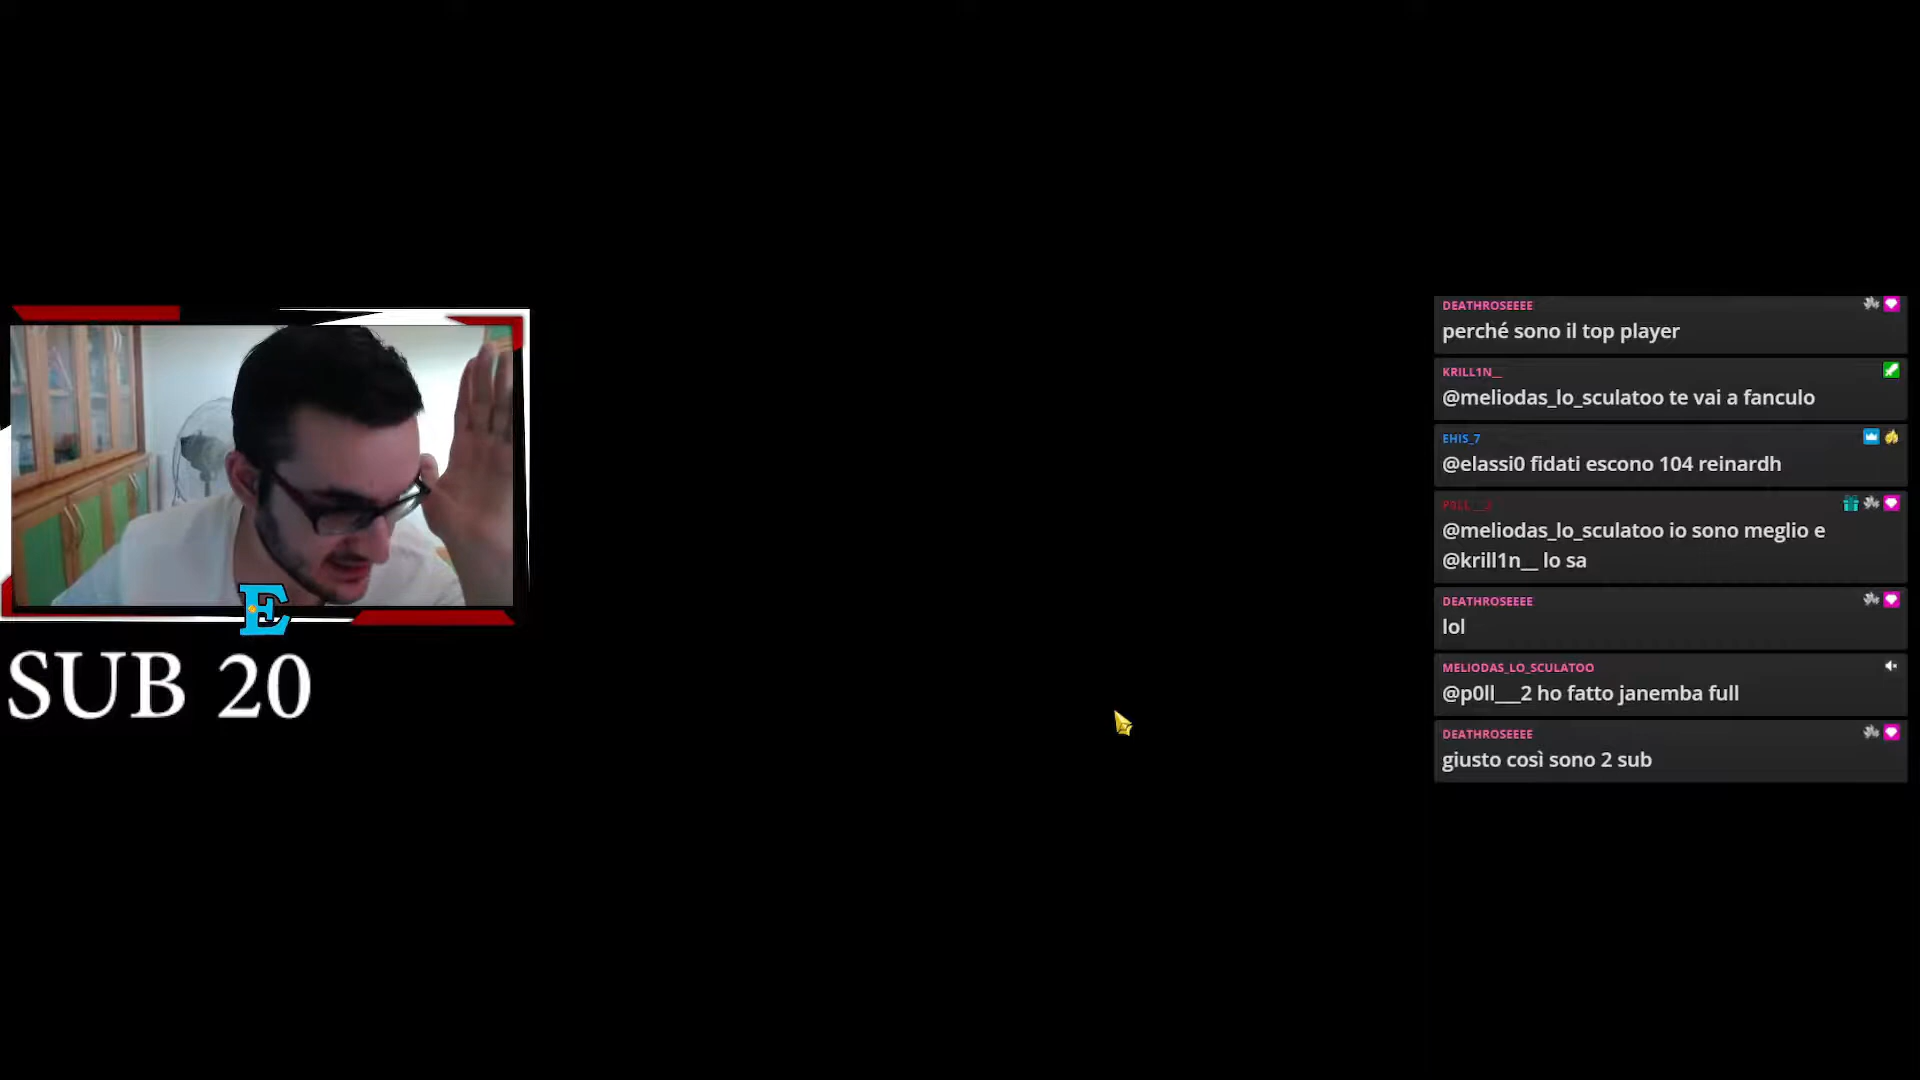 E
SUB 20
DEATHROSEEEE
perché sono il top player
KRILL1N__
@meliodas_lo_sculatoo te vai a fanculo
EHIS_7
@elassi0 fidati escono 104 reinardh
P0LL___2
@meliodas_lo_sculatoo io sono meglio e
@krill1n__ lo sa
DEATHROSEEEE
lol
MELIODAS_LO_SCULATOO
@p0ll___2 ho fatto janemba full
DEATHROSEEEE
giusto così sono 2 sub